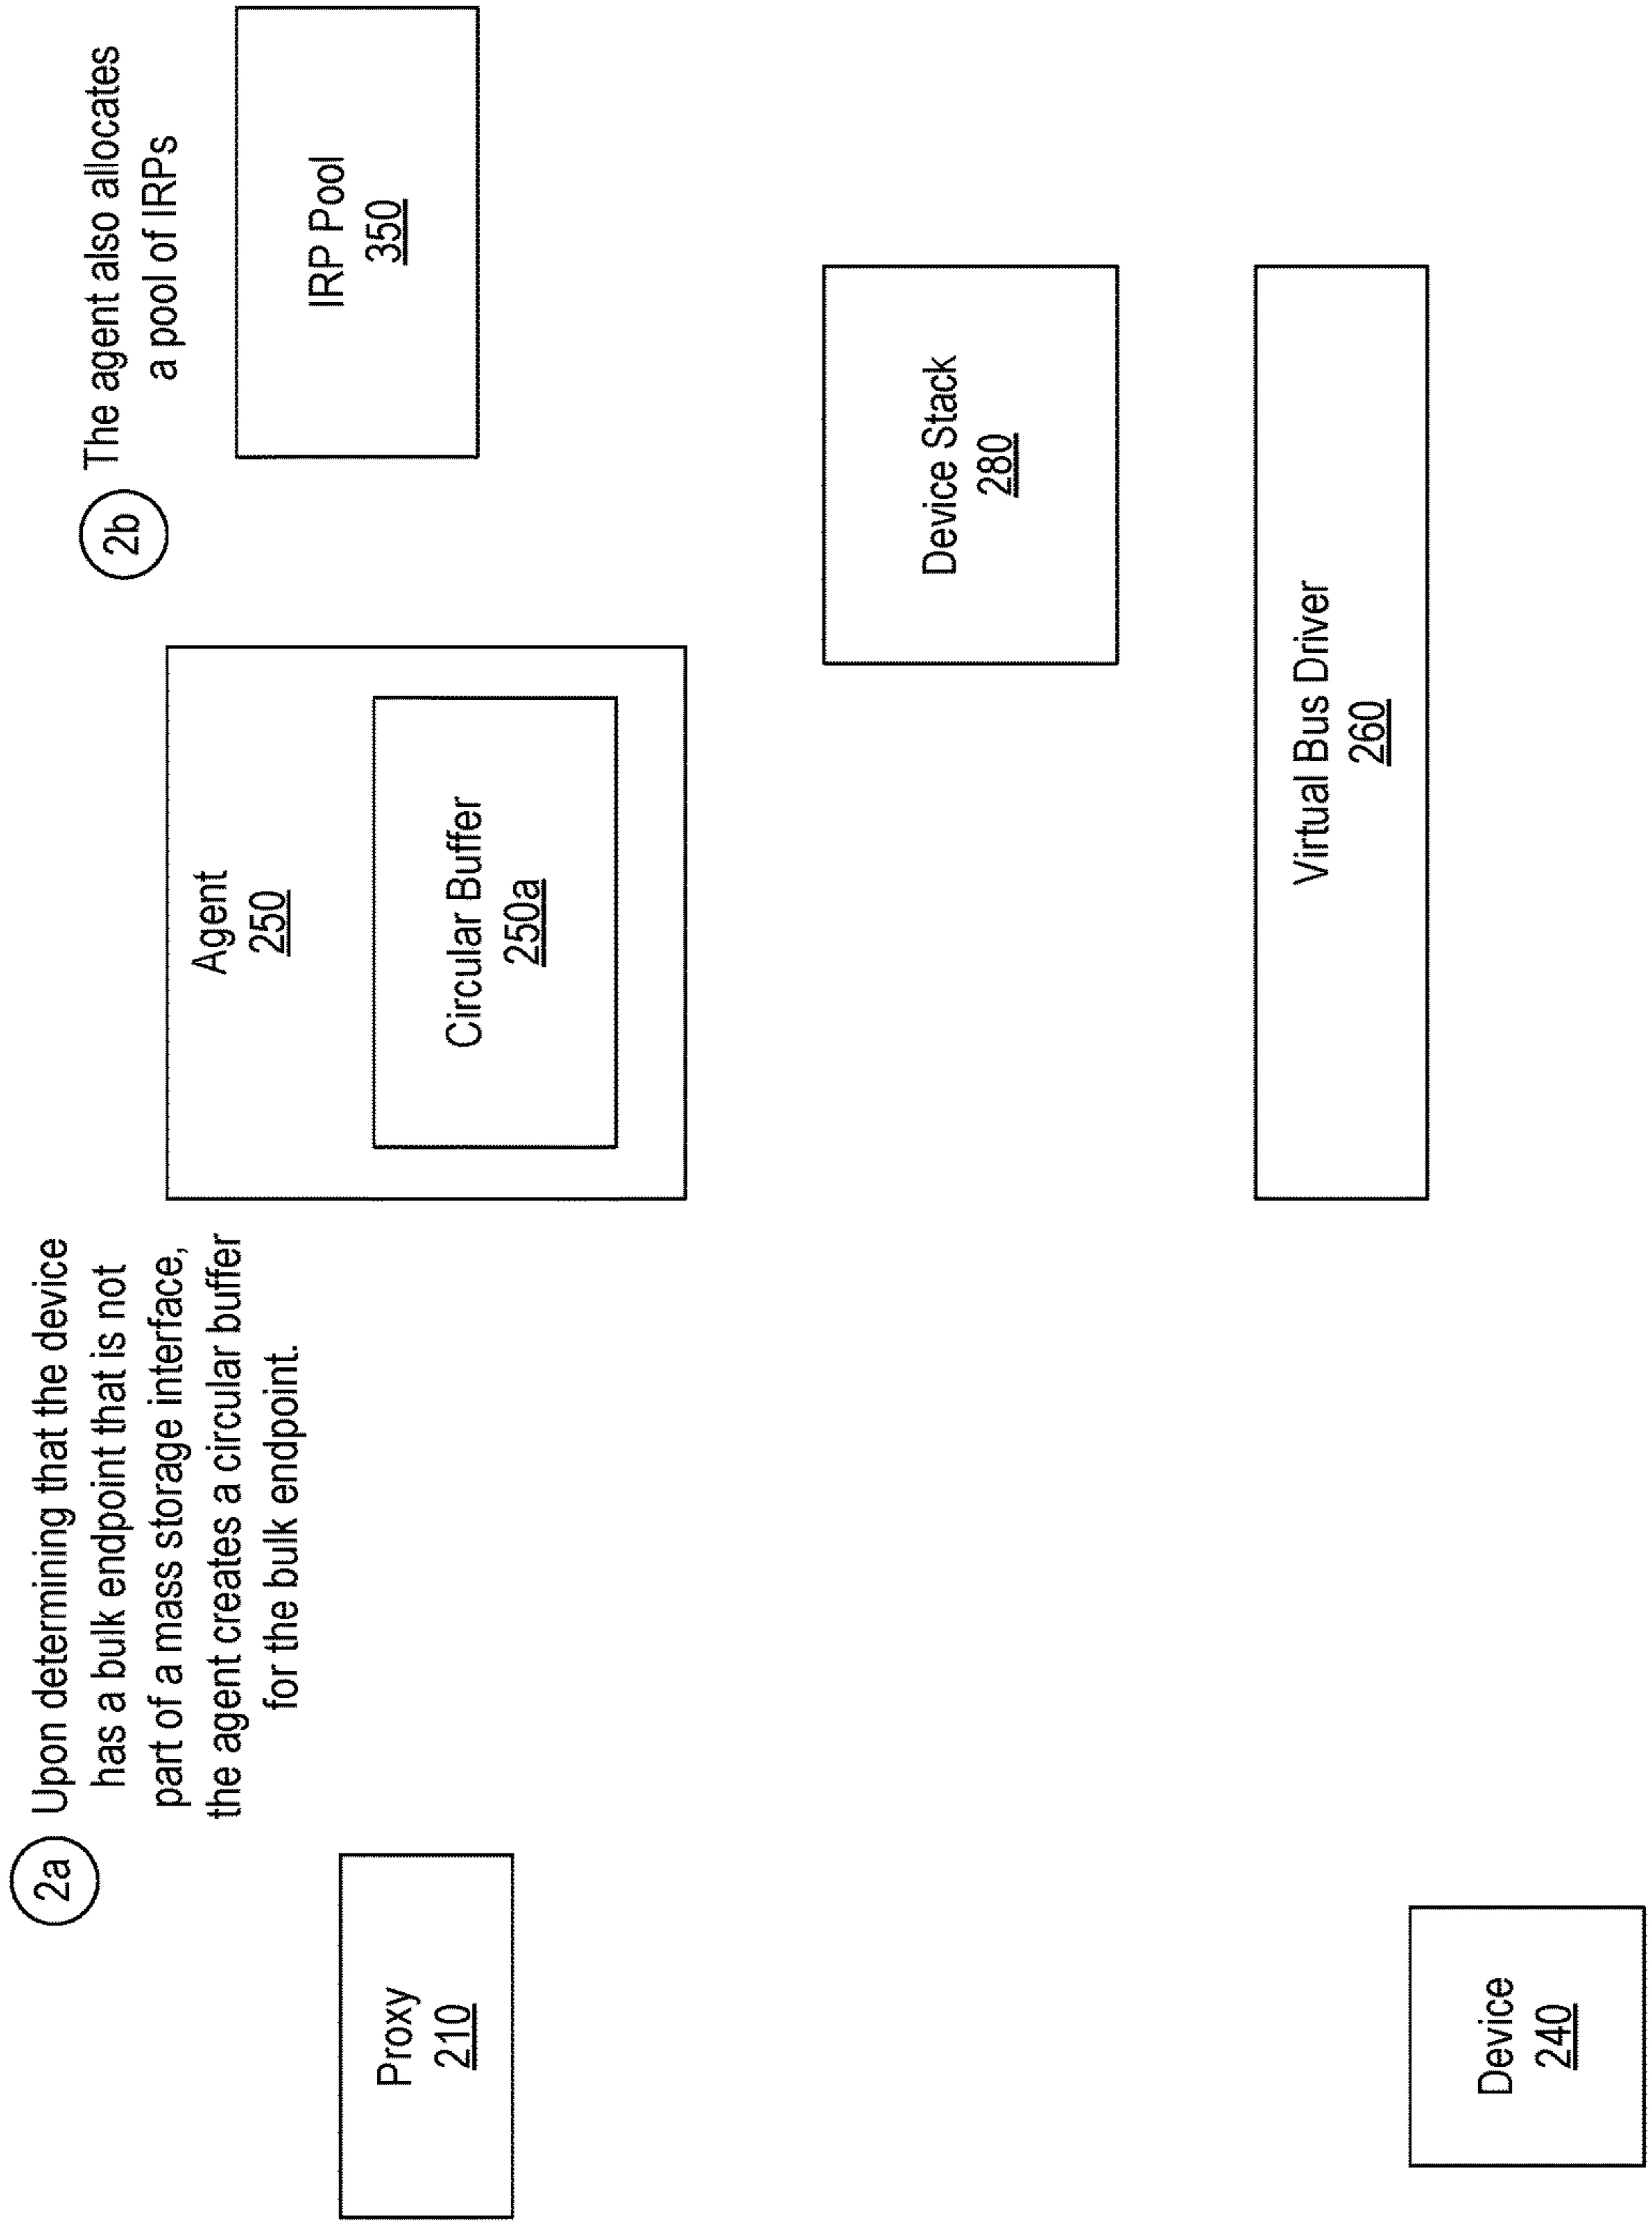 2a
Upon determining that the device
has a bulk endpoint that is not
part of a mass storage interface,
the agent creates a circular buffer
for the bulk endpoint.
2b
The agent also allocates
a pool of IRPs
Proxy
210
Agent
250
Circular Buffer
250a
IRP Pool
350
Device Stack
280
Virtual Bus Driver
260
Device
240